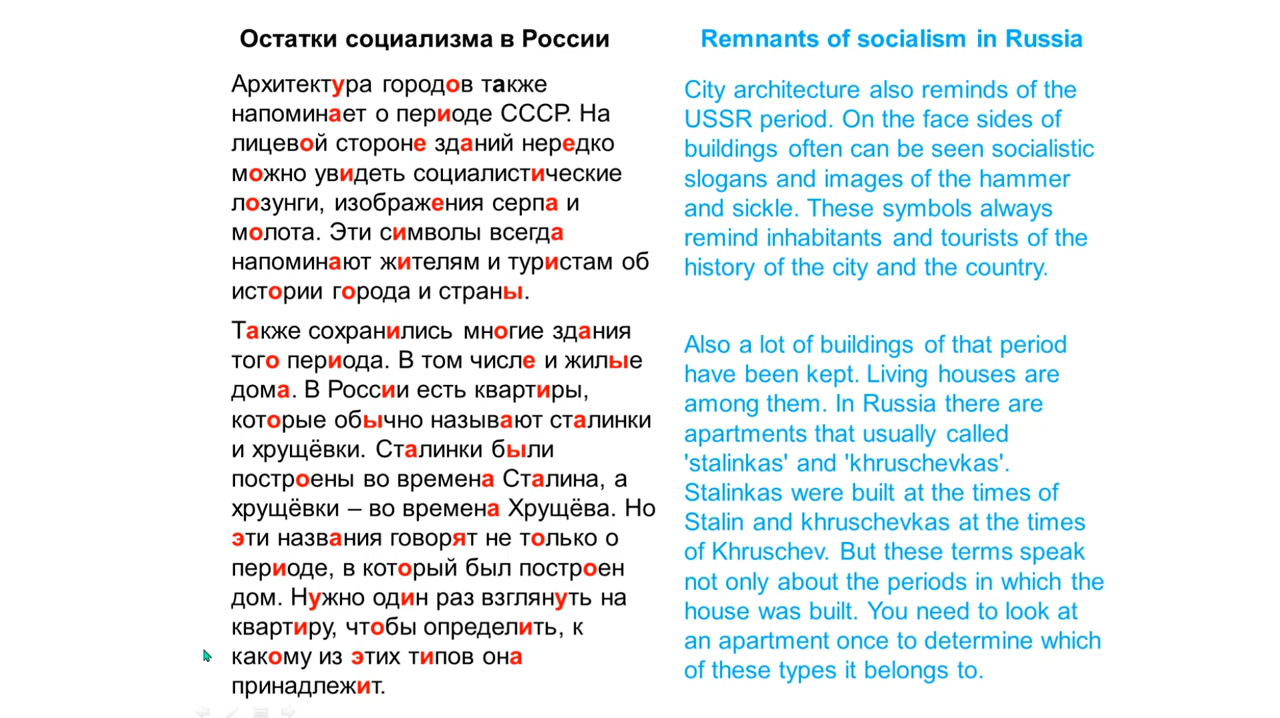 Остатки социализма в России
Архитектура городов также
напоминает о периоде СССР. На
лицевой стороне зданий нередко
можно увидеть социалистические
лозунги, изображения серпа и
молота. Эти символы всегда
напоминают жителям и туристам об
истории города и страны.
Также сохранились многие здания
того периода. В том числе и жилые
дома. В России есть квартиры,
которые обычно называют сталинки
и хрущёвки. Сталинки были
построены во времена Сталина, а
хрущёвки – во времена Хрущёва. Но
эти названия говорят не только о
периоде, в который был построен
дом. Нужно один раз взглянуть на
квартиру, чтобы определить, к
какому из этих типов она
принадлежит.
Remnants of socialism in Russia
City architecture also reminds of the
USSR period. On the face sides of
buildings often can be seen socialistic
slogans and images of the hammer
and sickle. These symbols always
remind inhabitants and tourists of the
history of the city and the country.
Also a lot of buildings of that period
have been kept. Living houses are
among them. In Russia there are
apartments that usually called
'stalinkas' and 'khruschevkas'.
Stalinkas were built at the times of
Stalin and khruschevkas at the times
of Khruschev. But these terms speak
not only about the periods in which the
house was built. You need to look at
an apartment once to determine which
of these types it belongs to.